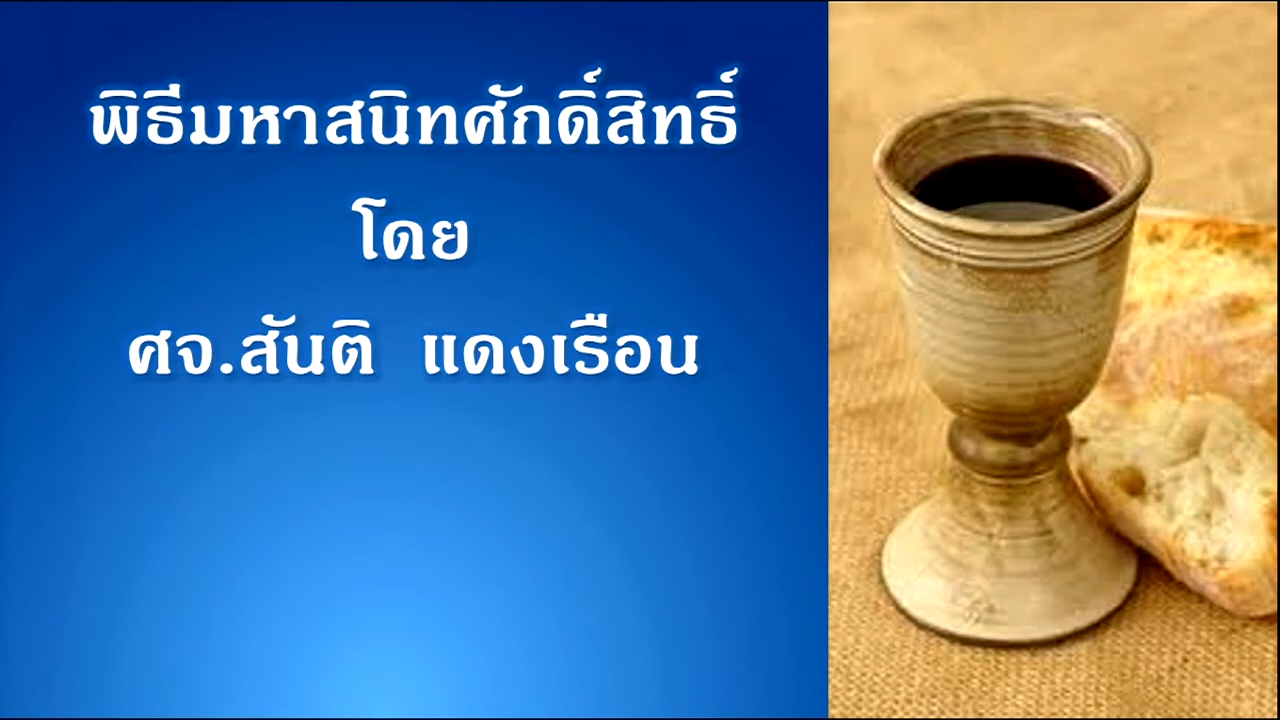 พิธีมหาสนิทศักดิ์สิทธิ์
โดย
ศจ.สันติ แดงเรือน